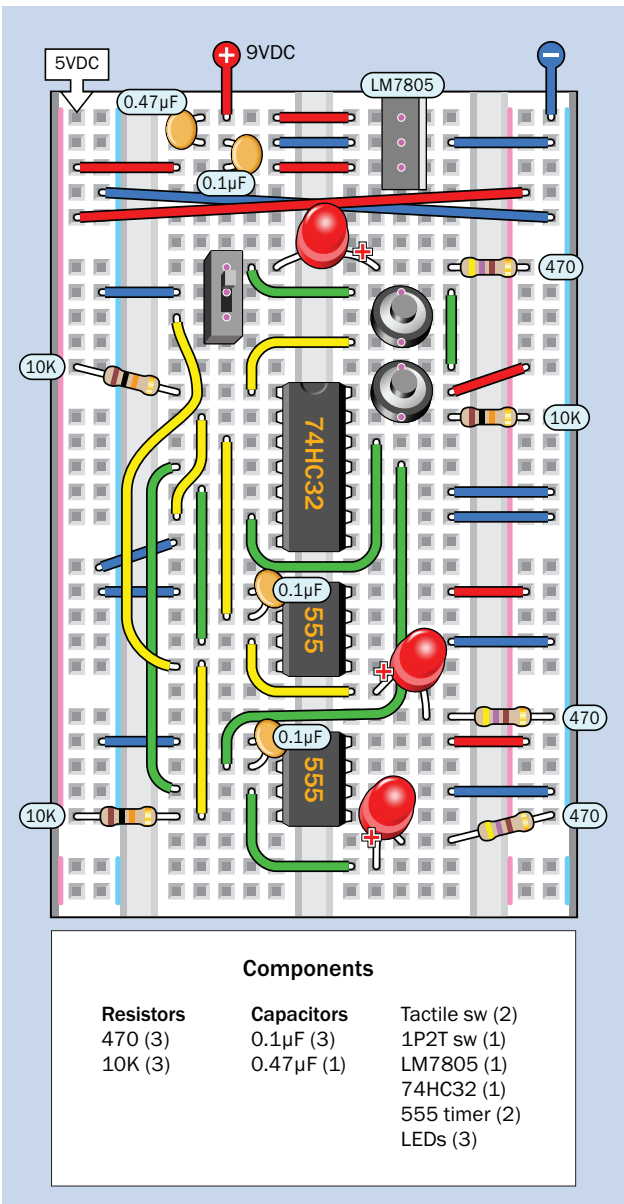 5VDC
+ 9VDC
−
0.47µF
LM7805
0.1µF
+
470
10K
10K
74HC32
0.1µF
555
+
470
0.1µF
555
10K
+
470
Components
Resistors
470 (3)
10K (3)
Capacitors
0.1µF (3)
0.47µF (1)
Tactile sw (2)
1P2T sw (1)
LM7805 (1)
74HC32 (1)
555 timer (2)
LEDs (3)